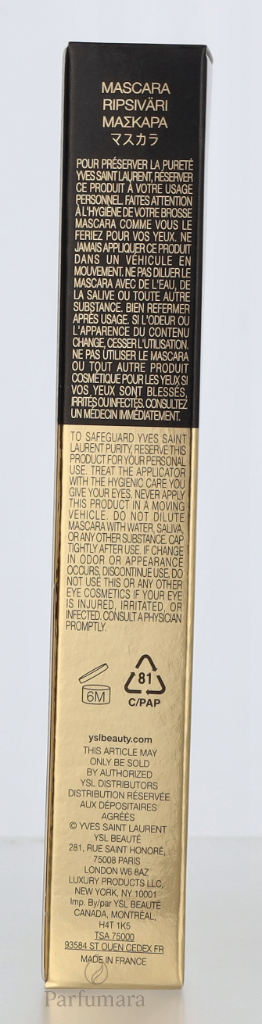 MASCARA
RIPSIVÄRI
ΜΑΣΚΑΡΑ
マスカラ
POUR PRÉSERVER LA PURETÉ
YVES SAINT LAURENT, RÉSERVER
CE PRODUIT À VOTRE USAGE
PERSONNEL. FAITES ATTENTION
À L'HYGIÈNE DE VOTRE BROSSE
MASCARA COMME VOUS LE
FERIEZ POUR VOS YEUX. NE
JAMAIS APPLIQUER CE PRODUIT
DANS UN VÉHICULE EN
MOUVEMENT. NE PAS DILUER LE
MASCARA AVEC DE L'EAU, DE
LA SALIVE OU TOUTE AUTRE
SUBSTANCE. BIEN REFERMER
APRÈS USAGE. SI L'ODEUR OU
L'APPARENCE DU CONTENU
CHANGE, CESSER L'UTILISATION.
NE PAS UTILISER LE MASCARA
OU TOUT AUTRE PRODUIT
COSMÉTIQUE POUR LES YEUX SI
VOS YEUX SONT BLESSÉS,
IRRITÉS OU INFECTÉS. CONSULTEZ
UN MÉDECIN IMMÉDIATEMENT.
TO SAFEGUARD YVES SAINT
LAURENT PURITY, RESERVE THIS
PRODUCT FOR YOUR PERSONAL
USE. TREAT THE APPLICATOR
WITH THE HYGIENIC CARE YOU
GIVE YOUR EYES. NEVER APPLY
THIS PRODUCT IN A MOVING
VEHICLE. DO NOT DILUTE
MASCARA WITH WATER, SALIVA,
OR ANY OTHER SUBSTANCE. CAP
TIGHTLY AFTER USE. IF CHANGE
IN ODOR OR APPEARANCE
OCCURS, DISCONTINUE USE. DO
NOT USE THIS OR ANY OTHER
EYE COSMETICS IF YOUR EYE
IS INJURED, IRRITATED, OR
INFECTED. CONSULT A PHYSICIAN
PROMPTLY.
6M
81
C/PAP
yslbeauty.com
THIS ARTICLE MAY
ONLY BE SOLD
BY AUTHORIZED
YSL DISTRIBUTORS
DISTRIBUTION RÉSERVÉE
AUX DÉPOSITAIRES
AGRÉÉS
© YVES SAINT LAURENT
YSL BEAUTÉ
281, RUE SAINT HONORÉ,
75008 PARIS
LONDON W6 8AZ
LUXURY PRODUCTS LLC,
NEW YORK, NY 10001
Imp. By/par YSL BEAUTÉ
CANADA, MONTRÉAL,
H4T 1K5
TSA 75000
93584 ST OUEN CEDEX FR
MADE IN FRANCE
Parfumara